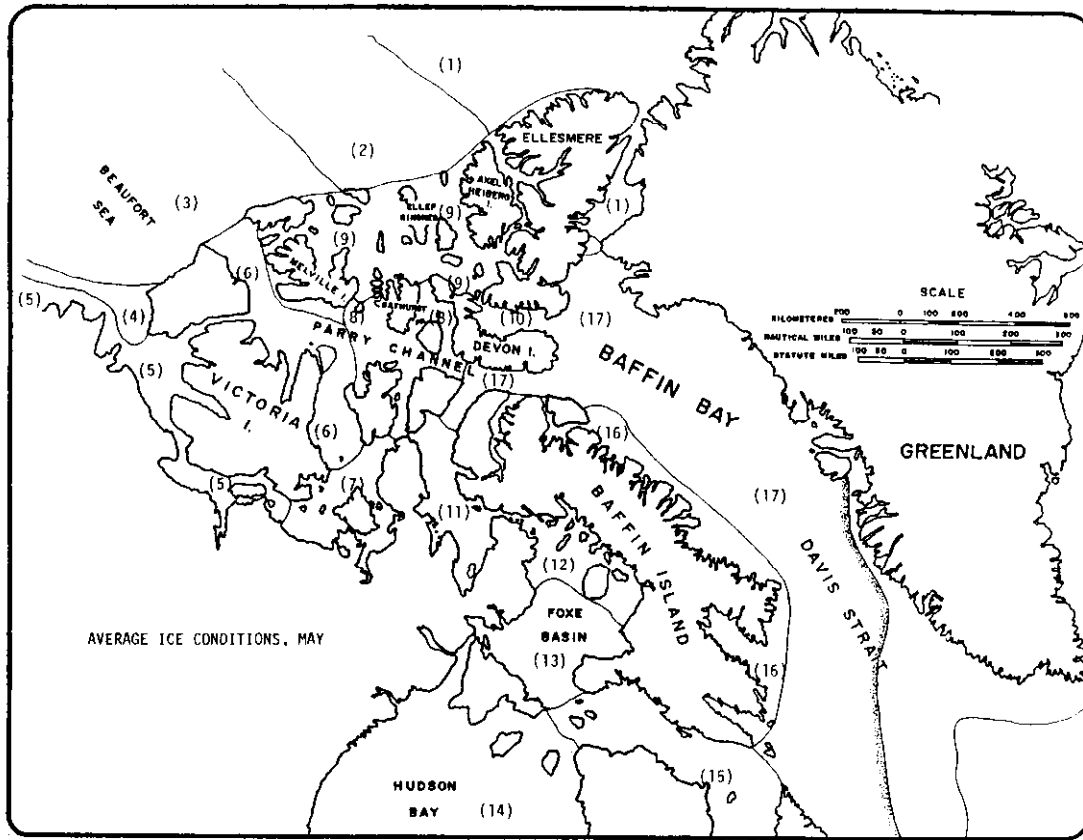 (1)
(2)
ELLESMERE
BEAUFORT
SEA
(3)
AXEL
HEIBERG
I.
ELLEF
RINGNES
(9)
(1)
(9)
(6)
MELVILLE I.
(9)
(5)
(4)
BATHURST
(8)
(8)
(10)
(17)
SCALE
KILOMETERES
NAUTICAL MILES
STATUTE MILES
PARRY CHANNEL
DEVON I.
BAFFIN BAY
(5)
VICTORIA
I.
(17)
(6)
(16)
GREENLAND
(5)
(7)
(17)
(11)
BAFFIN ISLAND
(12)
DAVIS STRAIT
FOXE
BASIN
AVERAGE ICE CONDITIONS, MAY
(13)
(16)
(15)
HUDSON
BAY
(14)